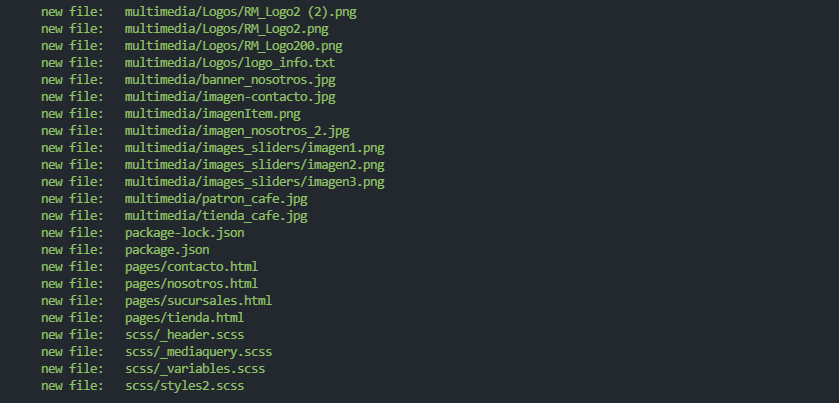 new file:   multimedia/Logos/RM_Logo2 (2).png
new file:   multimedia/Logos/RM_Logo2.png
new file:   multimedia/Logos/RM_Logo200.png
new file:   multimedia/Logos/logo_info.txt
new file:   multimedia/banner_nosotros.jpg
new file:   multimedia/imagen-contacto.jpg
new file:   multimedia/imagenItem.png
new file:   multimedia/imagen_nosotros_2.jpg
new file:   multimedia/images_sliders/imagen1.png
new file:   multimedia/images_sliders/imagen2.png
new file:   multimedia/images_sliders/imagen3.png
new file:   multimedia/patron_cafe.jpg
new file:   multimedia/tienda_cafe.jpg
new file:   package-lock.json
new file:   package.json
new file:   pages/contacto.html
new file:   pages/nosotros.html
new file:   pages/sucursales.html
new file:   pages/tienda.html
new file:   scss/_header.scss
new file:   scss/_mediaquery.scss
new file:   scss/_variables.scss
new file:   scss/styles2.scss